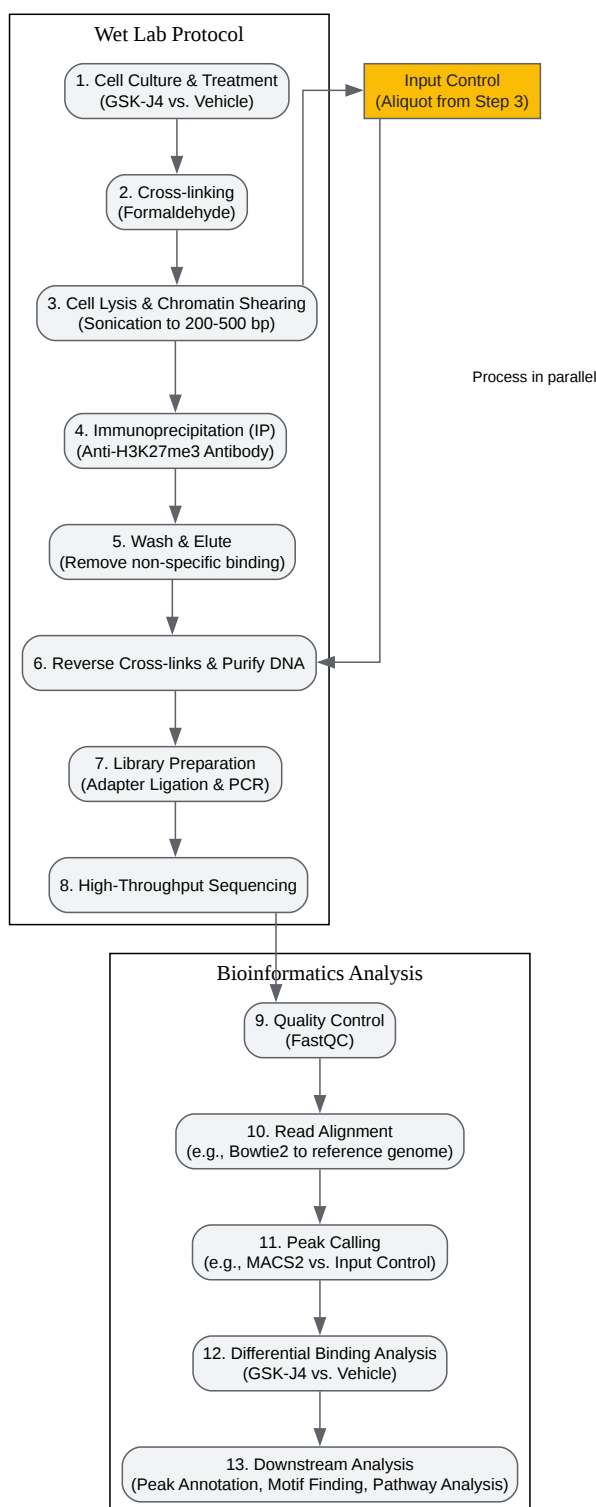 Wet Lab Protocol
1. Cell Culture & Treatment
(GSK-J4 vs. Vehicle)
Input Control
(Aliquot from Step 3)
2. Cross-linking
(Formaldehyde)
3. Cell Lysis & Chromatin Shearing
(Sonication to 200-500 bp)
Process in parallel
4. Immunoprecipitation (IP)
(Anti-H3K27me3 Antibody)
5. Wash & Elute
(Remove non-specific binding)
6. Reverse Cross-links & Purify DNA
7. Library Preparation
(Adapter Ligation & PCR)
8. High-Throughput Sequencing
Bioinformatics Analysis
9. Quality Control
(FastQC)
10. Read Alignment
(e.g., Bowtie2 to reference genome)
11. Peak Calling
(e.g., MACS2 vs. Input Control)
12. Differential Binding Analysis
(GSK-J4 vs. Vehicle)
13. Downstream Analysis
(Peak Annotation, Motif Finding, Pathway Analysis)